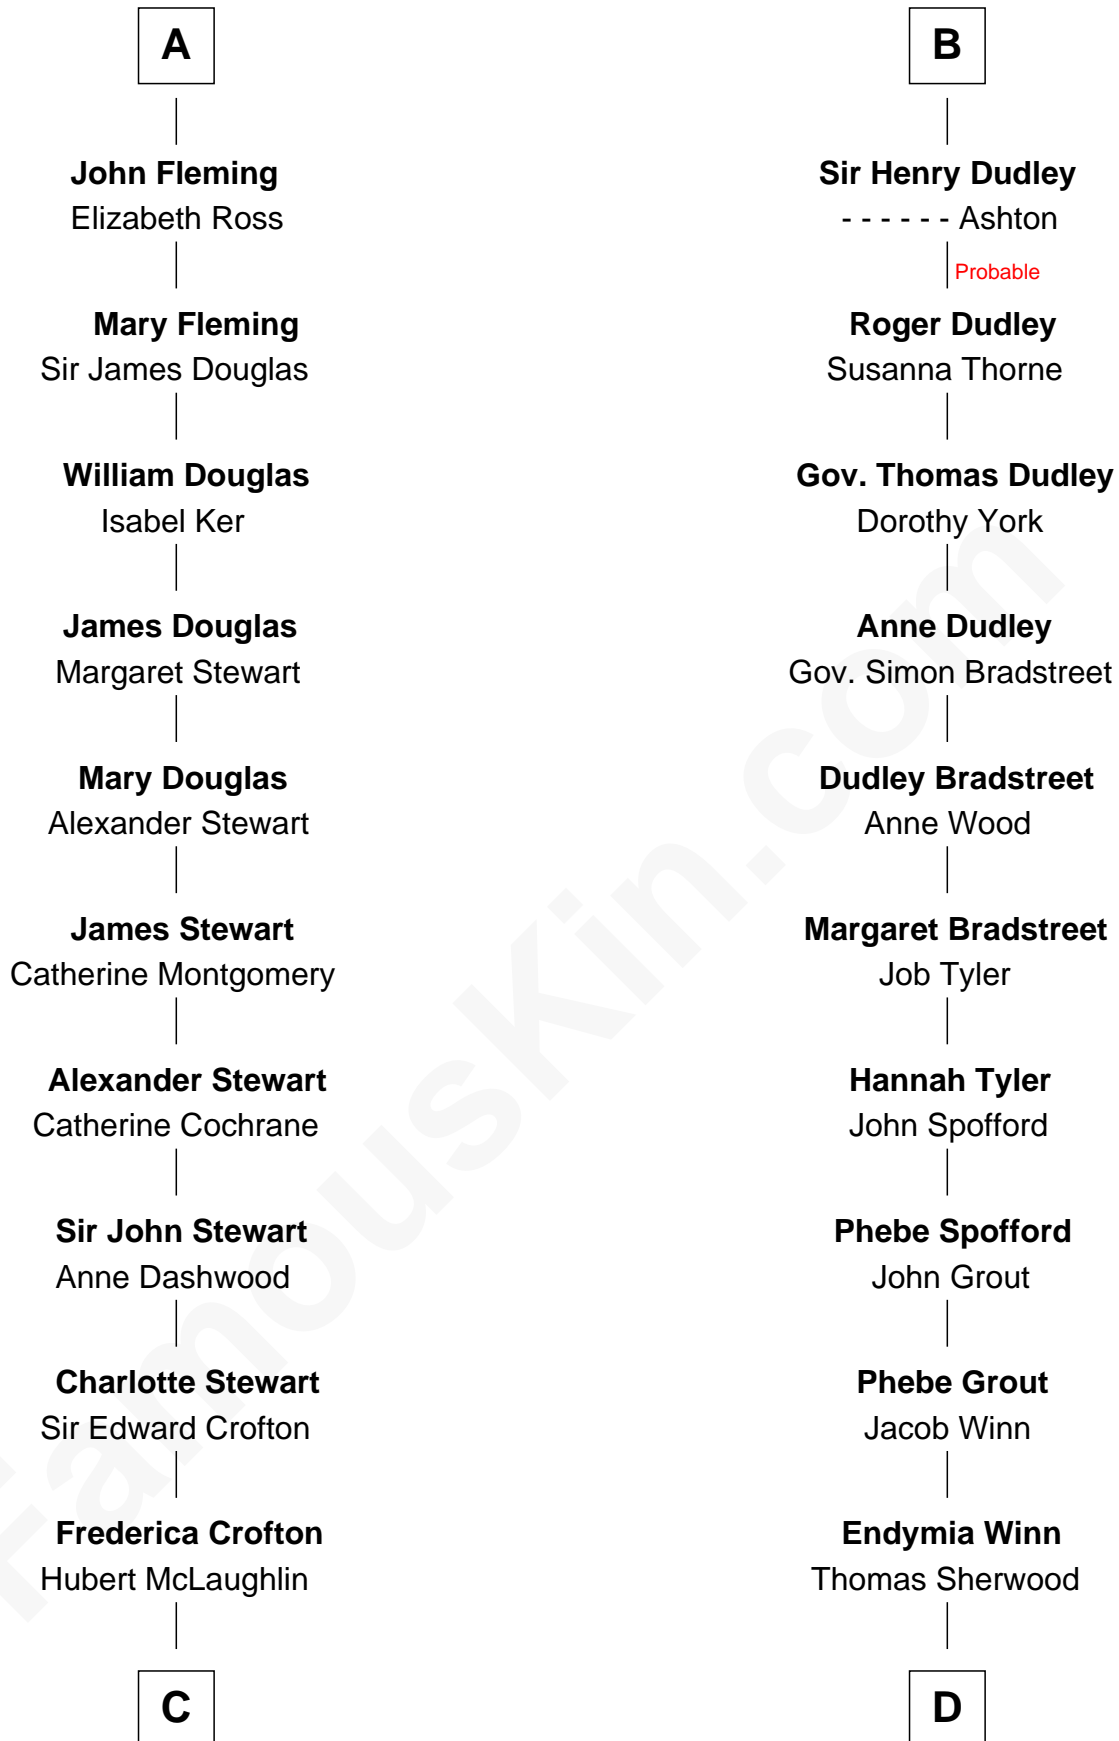 A
John Fleming
Elizabeth Ross
Mary Fleming
Sir James Douglas
William Douglas
Isabel Ker
James Douglas
Margaret Stewart
Mary Douglas
Alexander Stewart
James Stewart
Catherine Montgomery
Alexander Stewart
Catherine Cochrane
Sir John Stewart
Anne Dashwood
Charlotte Stewart
Sir Edward Crofton
Frederica Crofton
Hubert McLaughlin
C
B
Sir Henry Dudley
- - - - - - Ashton
Probable
Roger Dudley
Susanna Thorne
Gov. Thomas Dudley
Dorothy York
Anne Dudley
Gov. Simon Bradstreet
Dudley Bradstreet
Anne Wood
Margaret Bradstreet
Job Tyler
Hannah Tyler
John Spofford
Phebe Spofford
John Grout
Phebe Grout
Jacob Winn
Endymia Winn
Thomas Sherwood
D
FamousKin.com